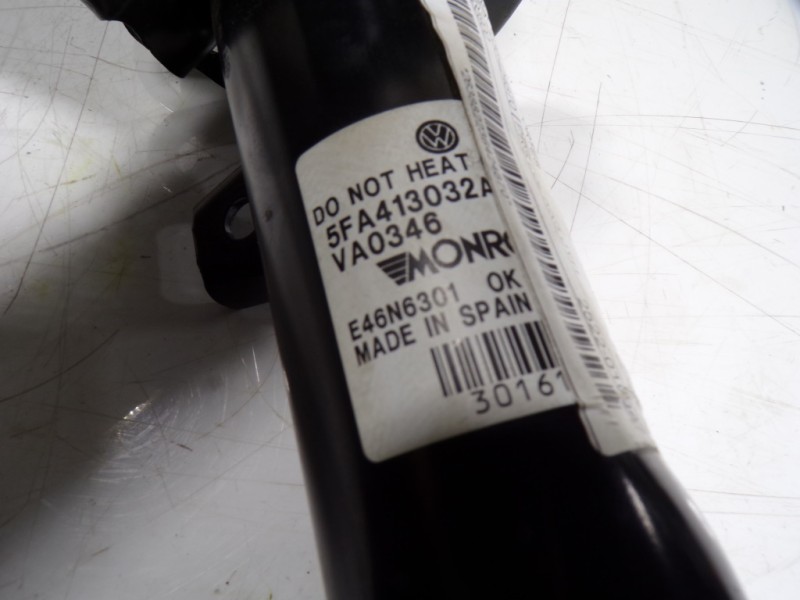 DO NOT HEAT
5FA413032A
VA0346
MONRO
E46N6301 OK
MADE IN SPAIN
30161